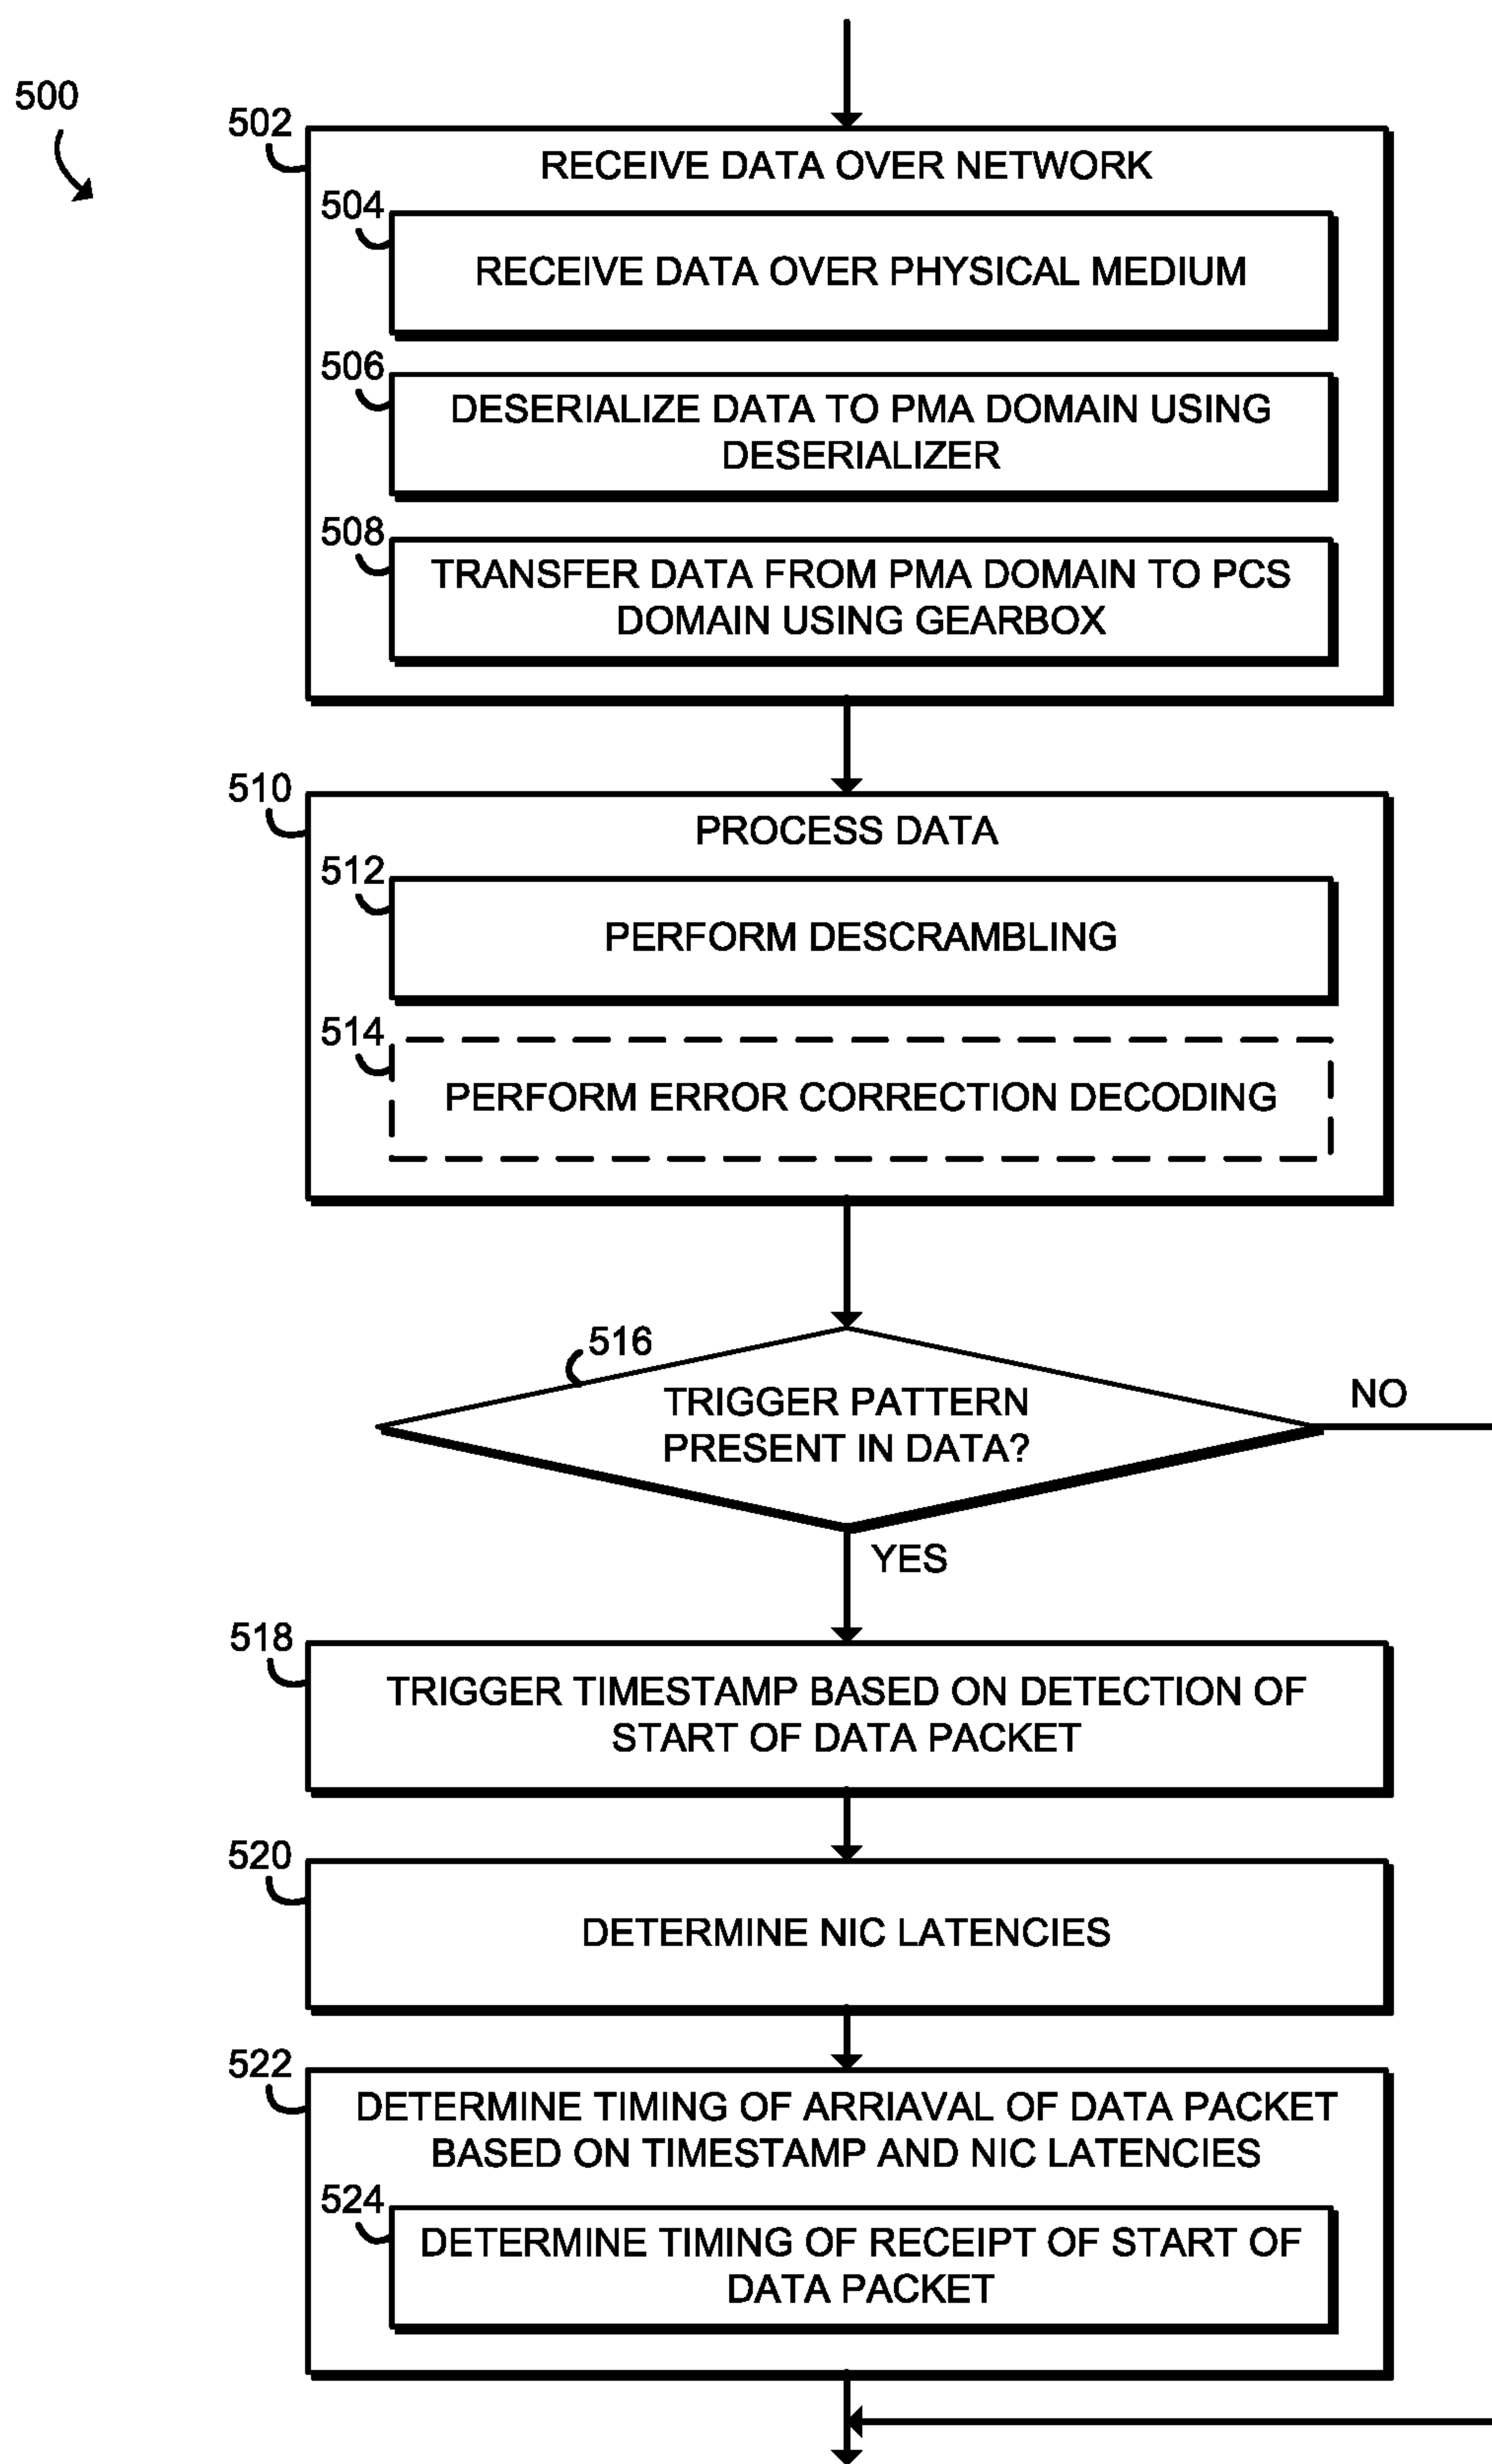 500
502
RECEIVE DATA OVER NETWORK
504
RECEIVE DATA OVER PHYSICAL MEDIUM
506
DESERIALIZE DATA TO PMA DOMAIN USING
DESERIALIZER
508
TRANSFER DATA FROM PMA DOMAIN TO PCS
DOMAIN USING GEARBOX
510
PROCESS DATA
512
PERFORM DESCRAMBLING
514
PERFORM ERROR CORRECTION DECODING
516
TRIGGER PATTERN
PRESENT IN DATA?
NO
YES
518
TRIGGER TIMESTAMP BASED ON DETECTION OF
START OF DATA PACKET
520
DETERMINE NIC LATENCIES
522
DETERMINE TIMING OF ARRIAVAL OF DATA PACKET
BASED ON TIMESTAMP AND NIC LATENCIES
524
DETERMINE TIMING OF RECEIPT OF START OF
DATA PACKET